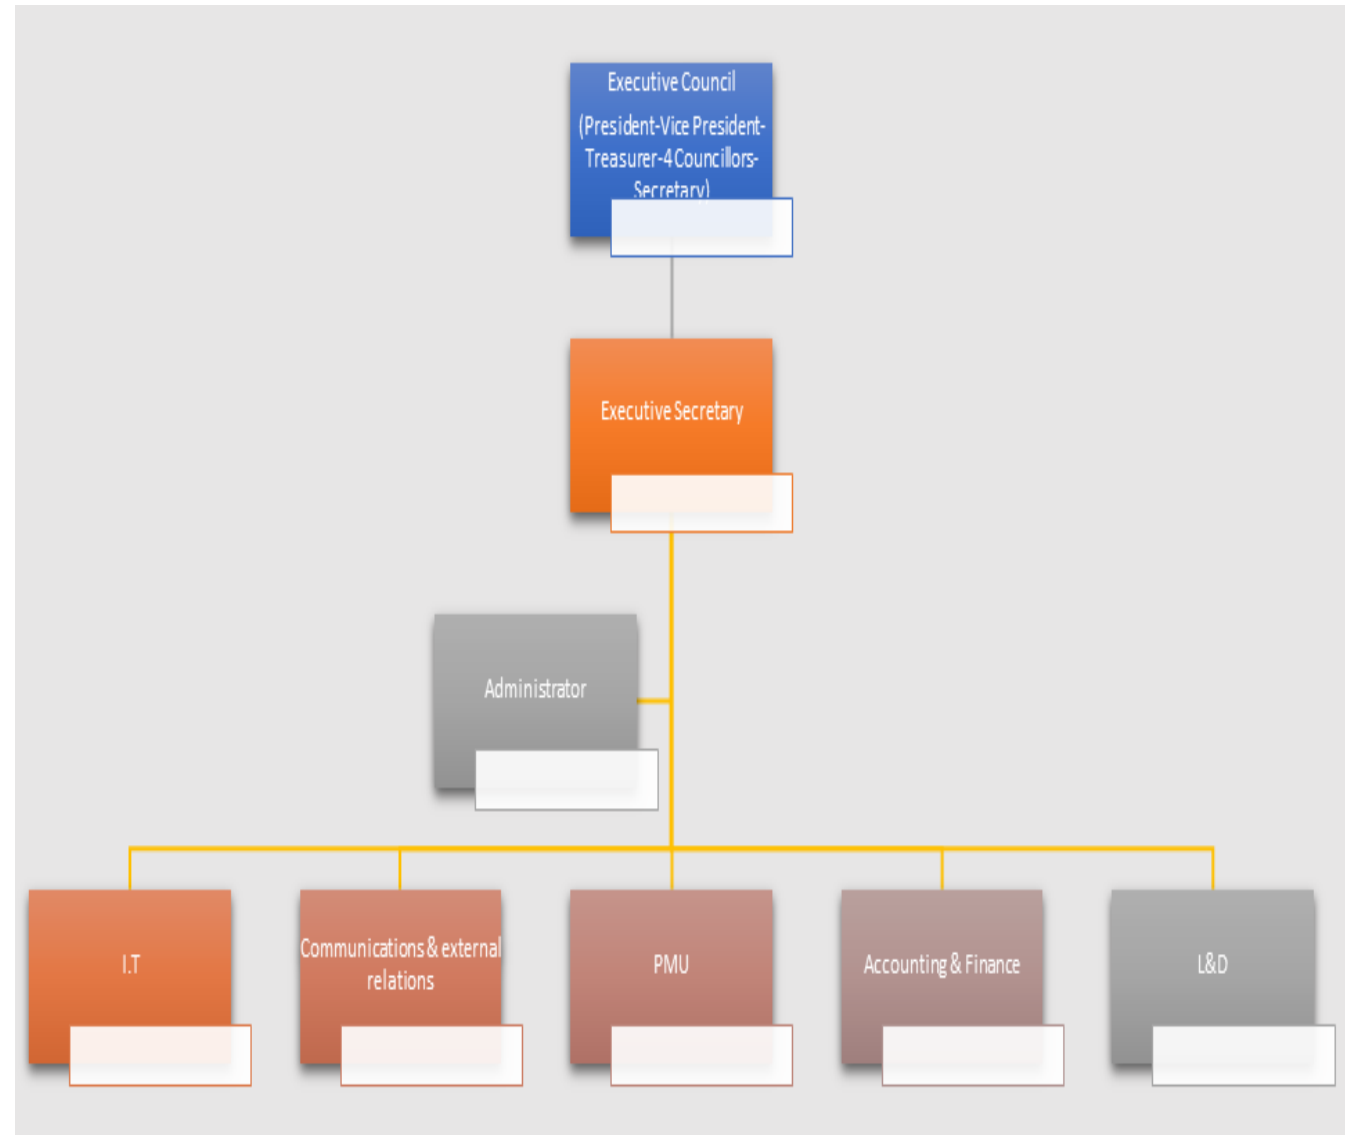 Executive Council
(President-Vice President-
Treasurer-4 Councillors-
Secretary)
Executive Secretary
Administrator
I.T
Communications & external
relations
PMU
Accounting & Finance
L&D